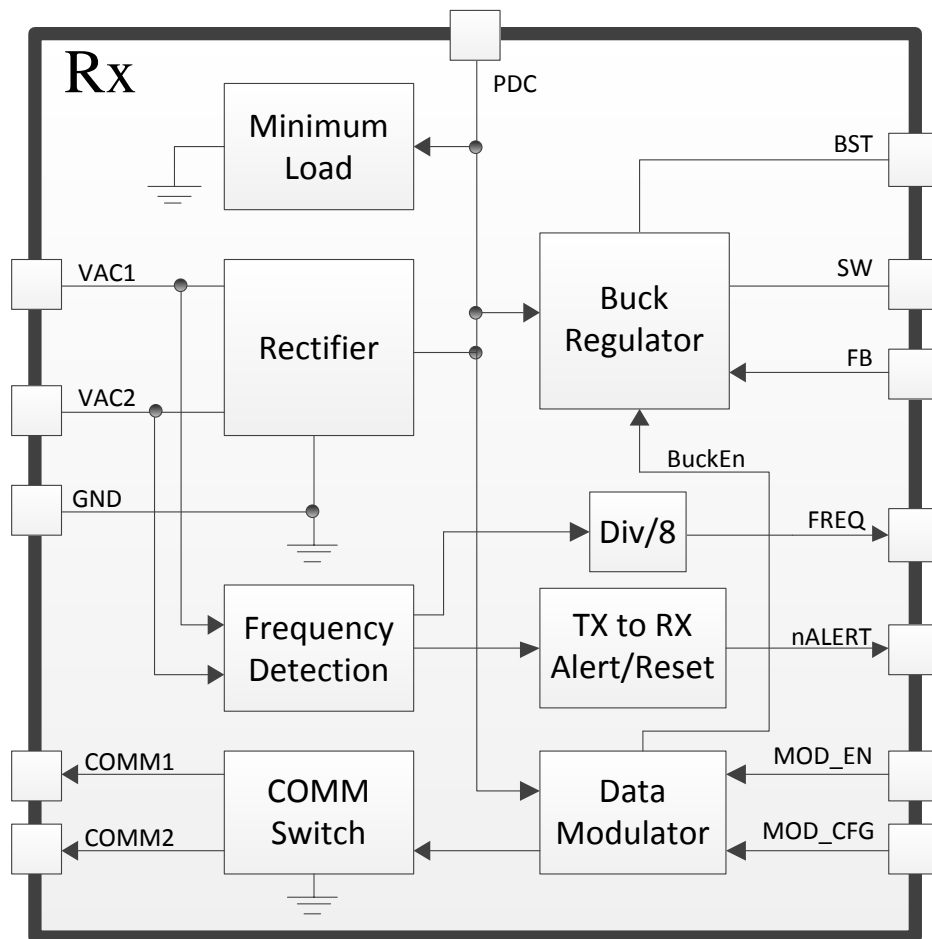 Rx
PDC
Minimum
Load
BST
VAC1
SW
Rectifier
Buck
Regulator
FB
VAC2
BuckEn
GND
Div/8
FREQ
Frequency
Detection
TX to RX
Alert/Reset
nALERT
COMM1
MOD_EN
COMM
Switch
Data
Modulator
COMM2
MOD_CFG